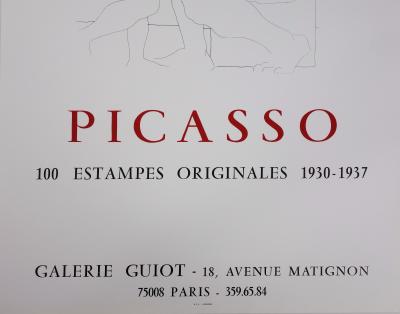 PICASSO
100 ESTAMPES ORIGINALES 1930-1937
GALERIE GUIOT - 18, AVENUE MATIGNON
75008 PARIS - 359.65.84